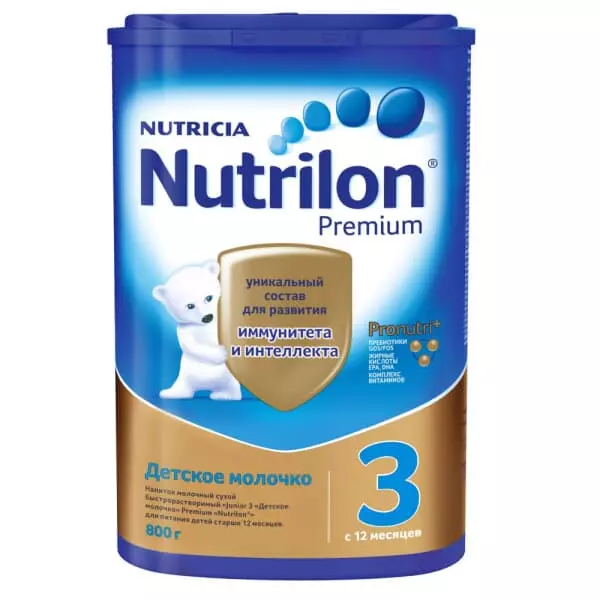 NUTRICIA
Nutrilon®
Premium
уникальный
состав
для развития
иммунитета
и интеллекта
Pronutri+
ПРЕБИОТИКИ
GOS/FOS
ЖИРНЫЕ
КИСЛОТЫ
EPA, DHA
КОМПЛЕКС
ВИТАМИНОВ
Детское молочко
Напиток молочный сухой
быстрорастворимый «Junior 3 «Детское
молочко» Premium «Nutrilon®»
для питания детей старше 12 месяцев.
800 г
3
с 12 месяцев